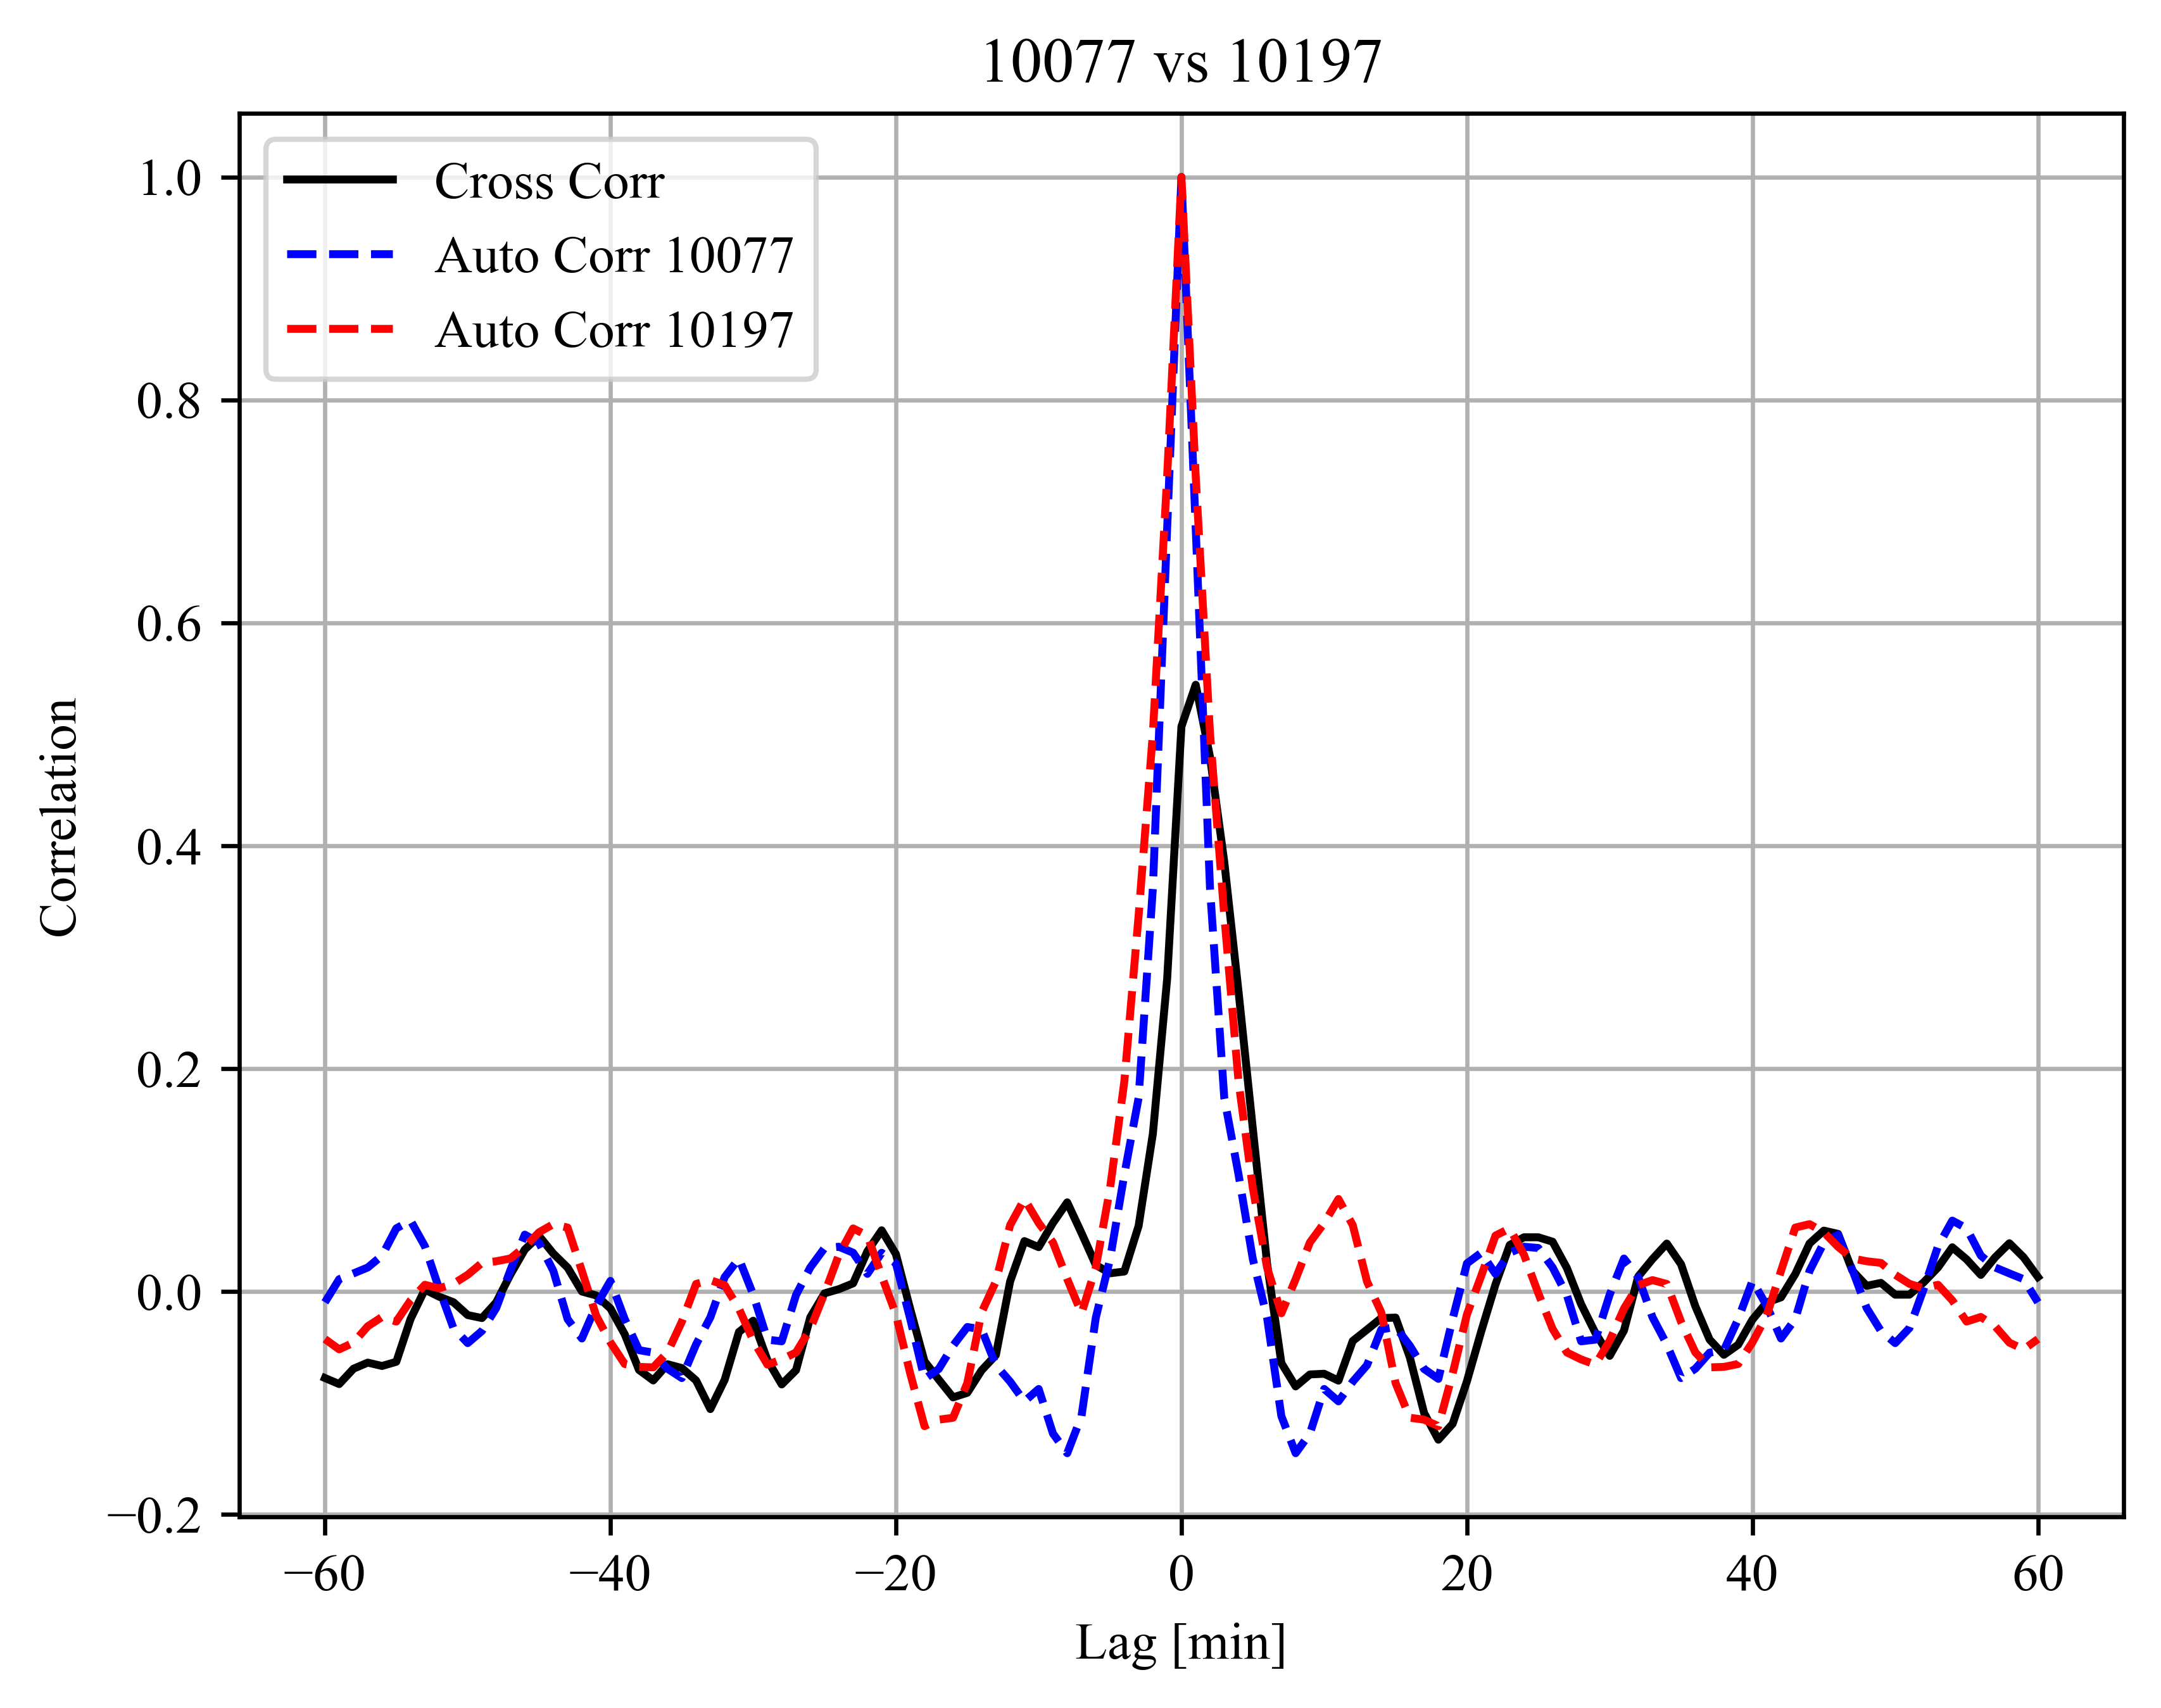 10077 vs 10197
Cross Corr
Auto Corr 10077
Auto Corr 10197
1.0
0.8
0.6
0.4
0.2
0.0
−0.2
Correlation
−60 −40 −20 0 20 40 60
Lag [min]